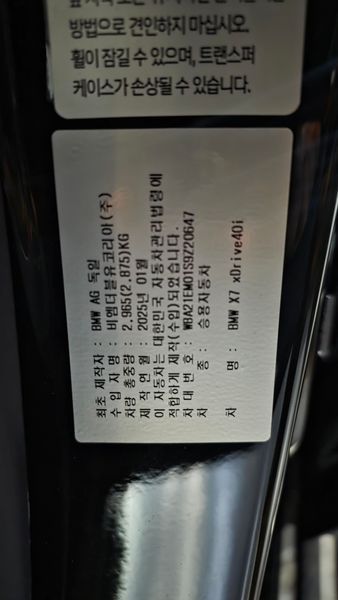 방법으로 견인하지 마십시오.
휠이 잠길 수 있으며, 트랜스퍼
케이스가 손상될 수 있습니다.
최초 제작자 : BMW AG 독일
수 입 자 명 : 비엠더블유코리아(주)
차량 총중량 : 2,965(2,875)KG
제 작 연 월 : 2025년 01월
이 자동차는 대한민국 자동차관리법령에
적합하게 제작(수입)되었습니다.
차 대 번 호 : WBA21EM01S9Z20647
차 종 : 승용자동차
차 명 : BMW X7 xDrive40i